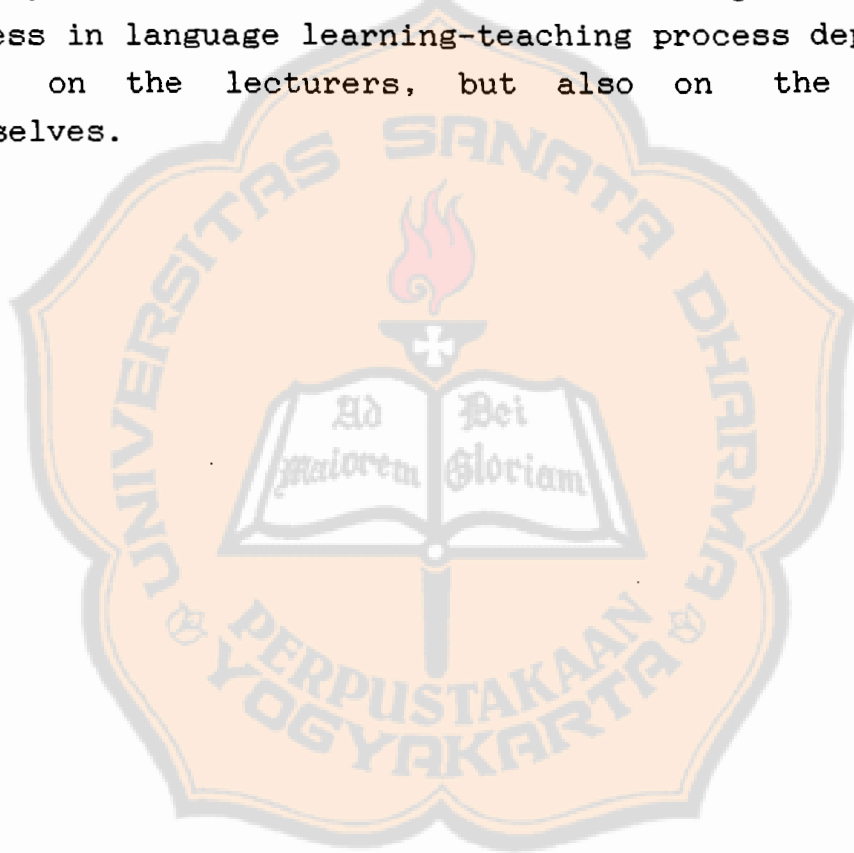 ess in language learning-teaching process dep
on the lecturers, but also on the
selves.
UNIVERSITAS SANATA DHARMA
Ad Dei
Maiorem Gloriam
PERPUSTAKAAN
YOGYAKARTA